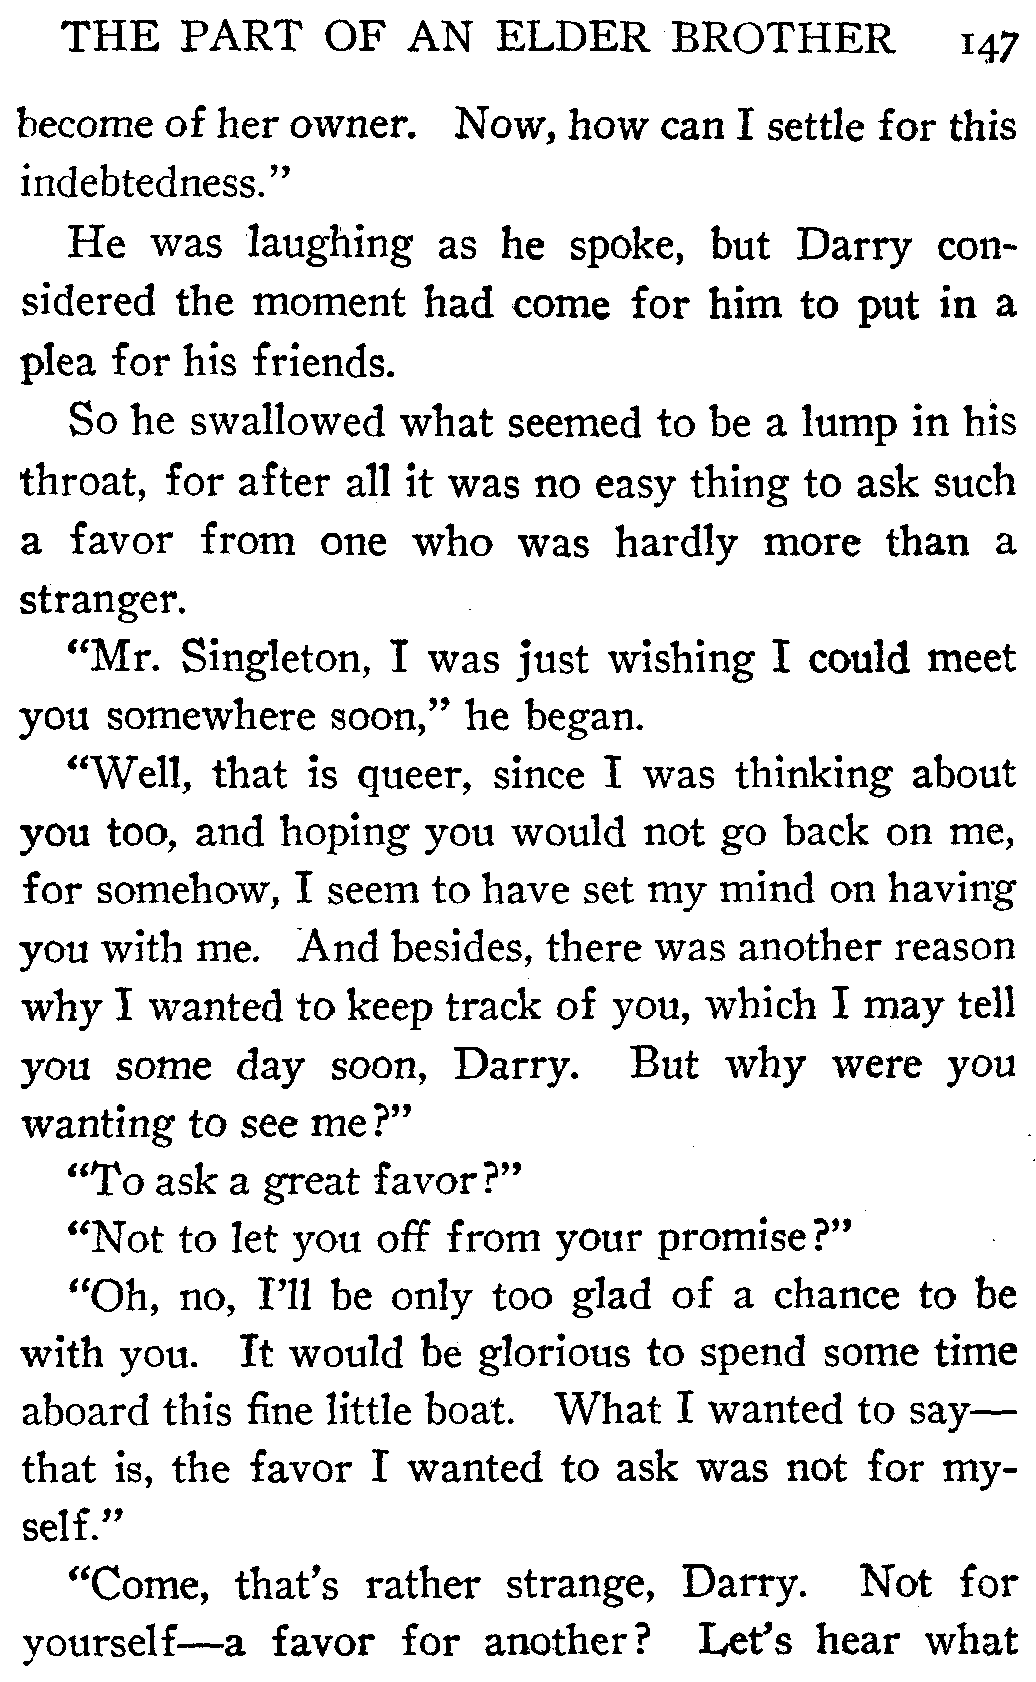 THE PART OF AN ELDER BROTHER 147
become of her owner. Now, how can I settle for this
indebtedness."
He was laughing as he spoke, but Darry con-
sidered the moment had come for him to put in a
plea for his friends.
So he swallowed what seemed to be a lump in his
throat, for after all it was no easy thing to ask such
a favor from one who was hardly more than a
stranger.
"Mr. Singleton, I was just wishing I could meet
you somewhere soon," he began.
"Well, that is queer, since I was thinking about
you too, and hoping you would not go back on me,
for somehow, I seem to have set my mind on having
you with me. And besides, there was another reason
why I wanted to keep track of you, which I may tell
you some day soon, Darry. But why were you
wanting to see me?"
"To ask a great favor?"
"Not to let you off from your promise?"
"Oh, no, I'll be only too glad of a chance to be
with you. It would be glorious to spend some time
aboard this fine little boat. What I wanted to say—
that is, the favor I wanted to ask was not for my-
self."
"Come, that's rather strange, Darry. Not for
yourself—a favor for another? Let's hear what